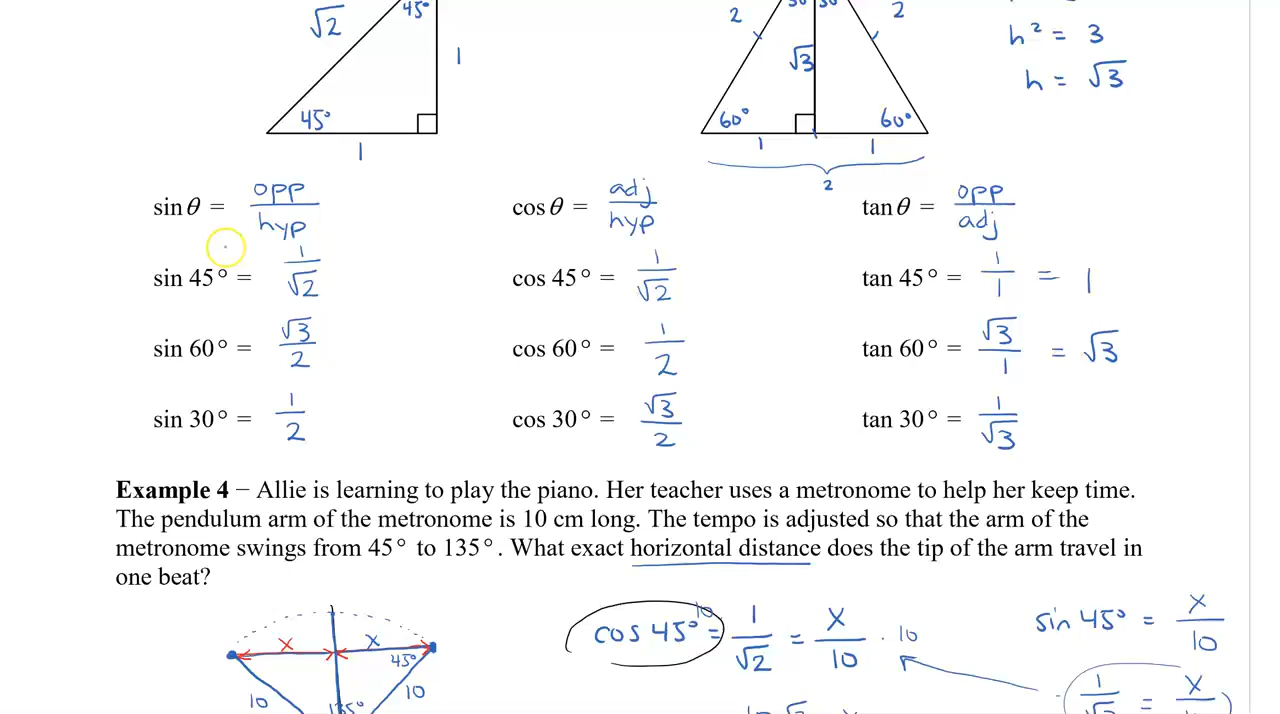 √2 45° 1 45° 1
2 √3 2 60° 60° 1 1 2
h² = 3
h = √3
sinθ = opp/hyp cosθ = adj/hyp tanθ = opp/adj
sin 45° = 1/√2 cos 45° = 1/√2 tan 45° = 1/1 = 1
sin 60° = √3/2 cos 60° = 1/2 tan 60° = √3/1 = √3
sin 30° = 1/2 cos 30° = √3/2 tan 30° = 1/√3
Example 4 − Allie is learning to play the piano. Her teacher uses a metronome to help her keep time.
The pendulum arm of the metronome is 10 cm long. The tempo is adjusted so that the arm of the
metronome swings from 45° to 135°. What exact horizontal distance does the tip of the arm travel in
one beat?
x x 45° 10 10
10 cos 45° = 1/√2 = x/10 · 10
sin 45° = x/10
1/√2 = x